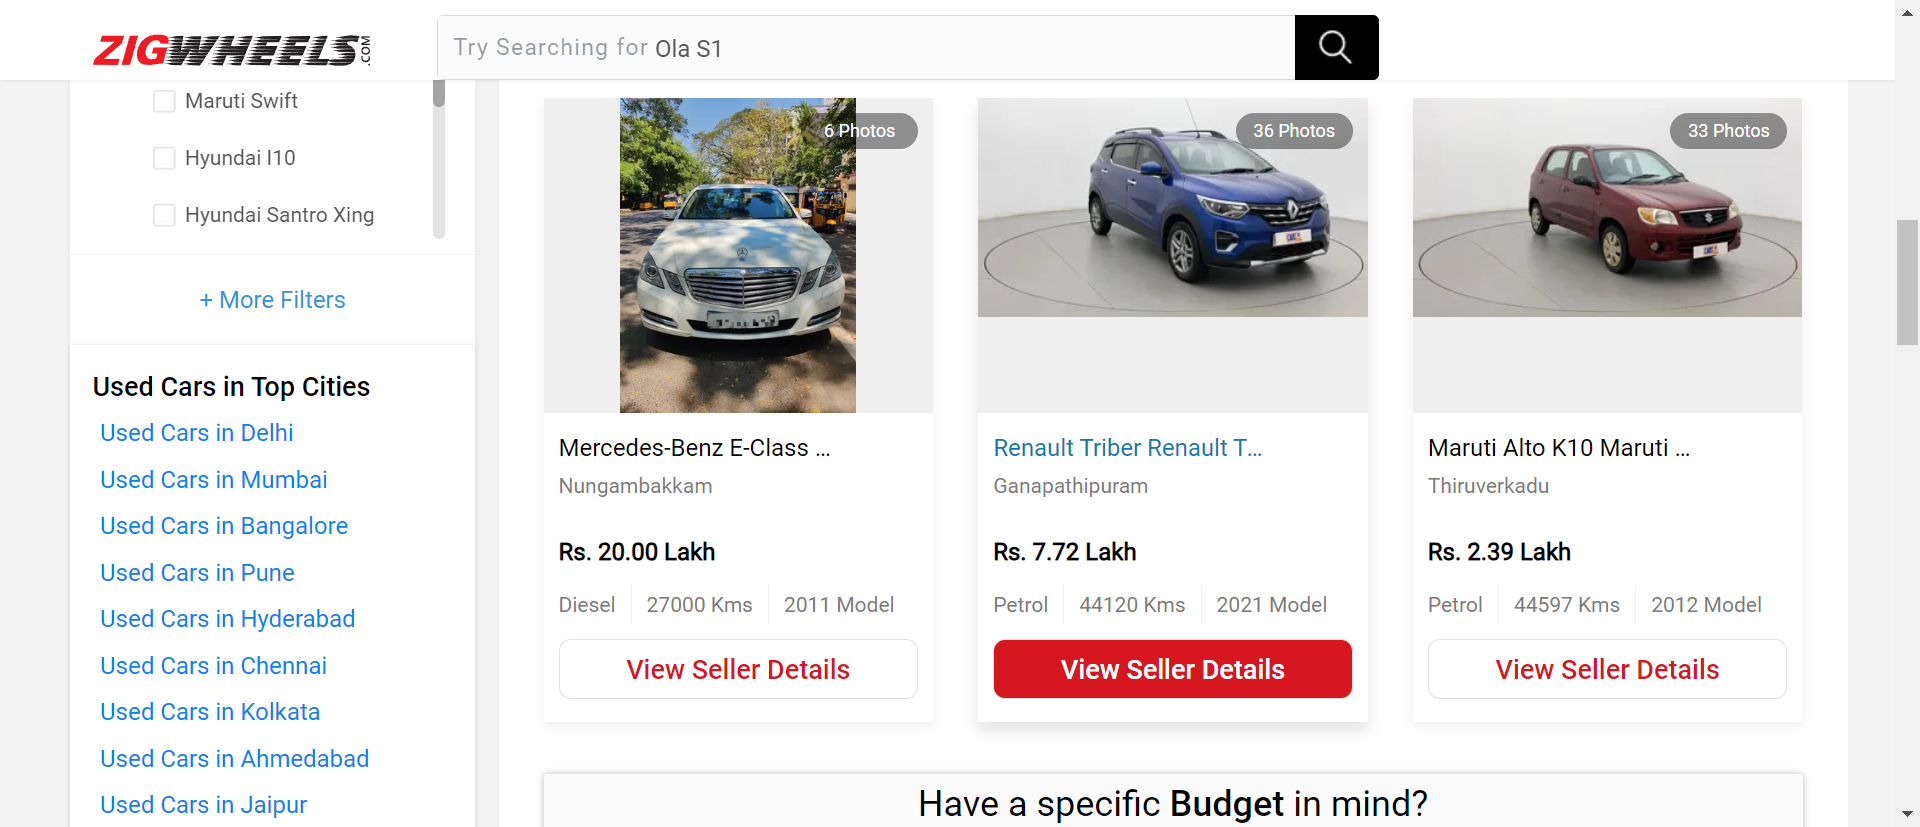 ZIGWHEELS.COM
Try Searching for Ola S1
Maruti Swift
Hyundai I10
Hyundai Santro Xing
+ More Filters
Used Cars in Top Cities
Used Cars in Delhi
Used Cars in Mumbai
Used Cars in Bangalore
Used Cars in Pune
Used Cars in Hyderabad
Used Cars in Chennai
Used Cars in Kolkata
Used Cars in Ahmedabad
Used Cars in Jaipur
6 Photos
Mercedes-Benz E-Class ...
Nungambakkam
Rs. 20.00 Lakh
Diesel 27000 Kms 2011 Model
View Seller Details
36 Photos
Renault Triber Renault T...
Ganapathipuram
Rs. 7.72 Lakh
Petrol 44120 Kms 2021 Model
View Seller Details
33 Photos
Maruti Alto K10 Maruti ...
Thiruverkadu
Rs. 2.39 Lakh
Petrol 44597 Kms 2012 Model
View Seller Details
Have a specific Budget in mind?